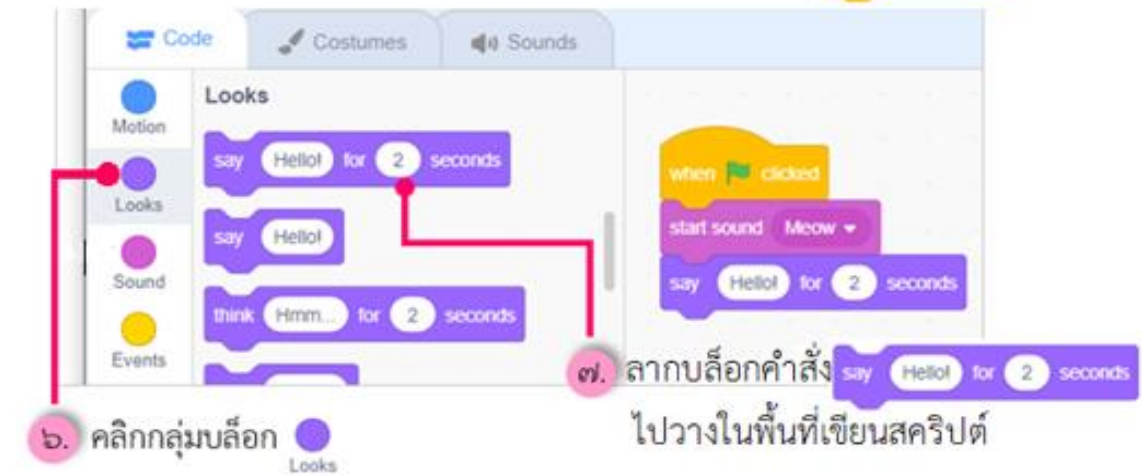 Code Costumes Sounds
Motion
Looks
Sound
Events
Looks
say Hello! for 2 seconds
say Hello!
think Hmm... for 2 seconds
when clicked
start sound Meow
say Hello! for 2 seconds
๖. คลิกกลุ่มบล็อก
Looks
๗. ลากบล็อกคำสั่ง say Hello! for 2 seconds
ไปวางในพื้นที่เขียนสคริปต์